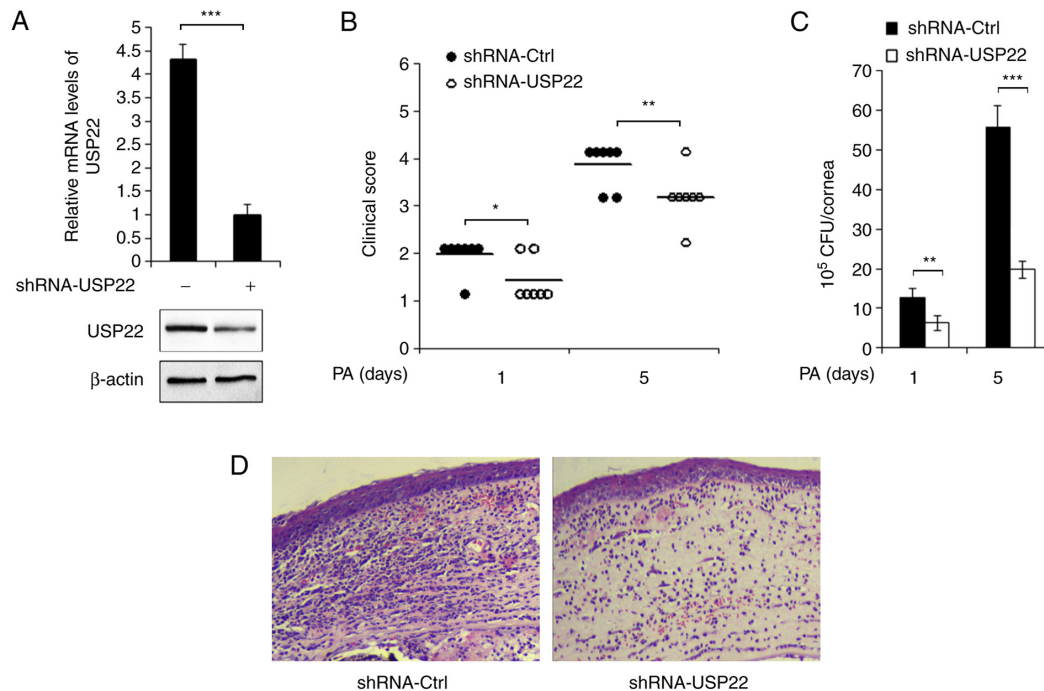 A
***
Relative mRNA levels of
USP22
5
4.5
4
3.5
3
2.5
2
1.5
1
0.5
0
shRNA-USP22 − +
USP22
β-actin
B
shRNA-Ctrl
shRNA-USP22
Clinical score
6
5
4
3
2
1
0
*
**
PA (days) 1 5
C
shRNA-Ctrl
shRNA-USP22
10⁵ CFU/cornea
70
60
50
40
30
20
10
0
**
***
PA (days) 1 5
D
shRNA-Ctrl shRNA-USP22